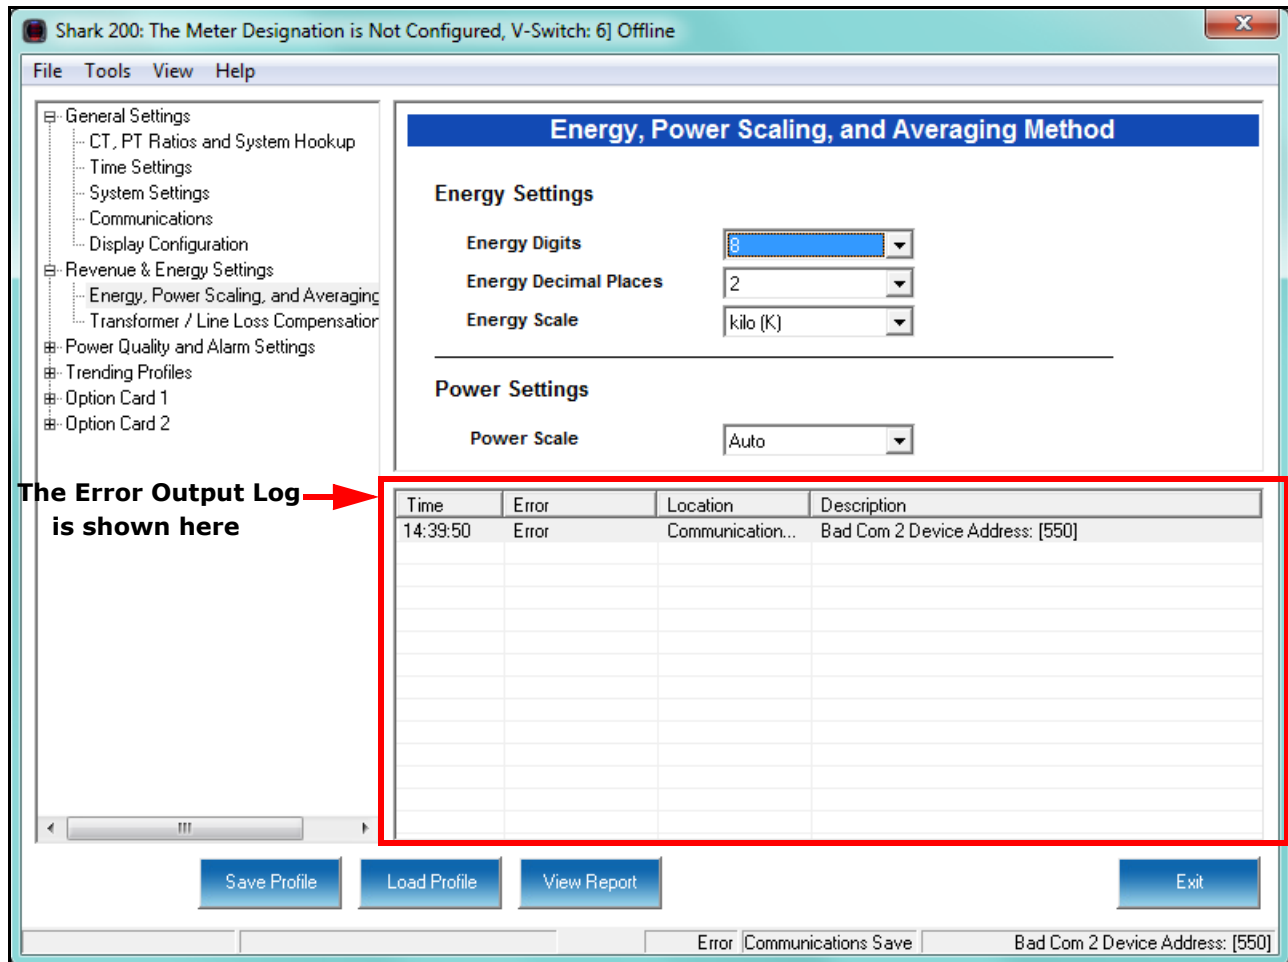 Shark 200: The Meter Designation is Not Configured, V-Switch: 6] Offline
X
File Tools View Help
General Settings
CT, PT Ratios and System Hookup
Time Settings
System Settings
Communications
Display Configuration
Revenue & Energy Settings
Energy, Power Scaling, and Averaging
Transformer / Line Loss Compensation
Power Quality and Alarm Settings
Trending Profiles
Option Card 1
Option Card 2
Energy, Power Scaling, and Averaging Method
Energy Settings
Energy Digits 8
Energy Decimal Places 2
Energy Scale kilo (K)
Power Settings
Power Scale Auto
The Error Output Log
is shown here
Time Error Location Description
14:39:50 Error Communication... Bad Com 2 Device Address: [550]
Save Profile Load Profile View Report Exit
Error Communications Save Bad Com 2 Device Address: [550]